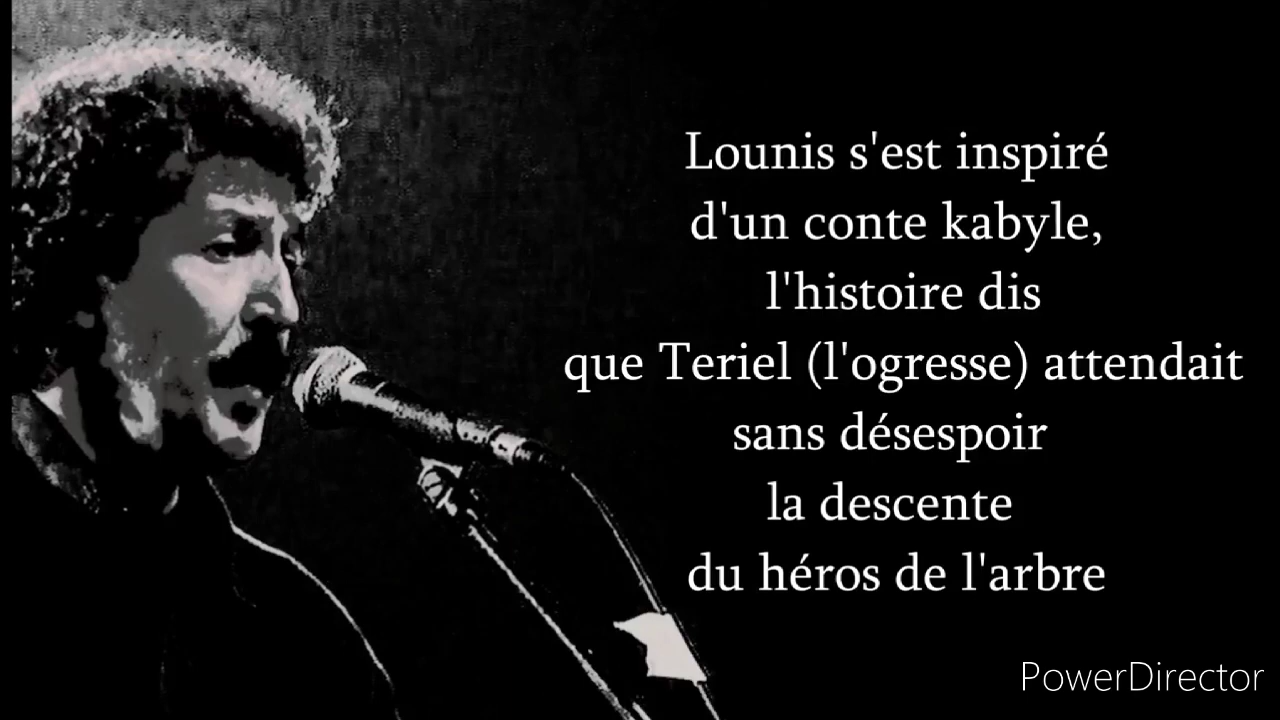 Lounis s'est inspiré
d'un conte kabyle,
l'histoire dis
que Teriel (l'ogresse) attendait
sans désespoir
la descente
du héros de l'arbre
PowerDirector